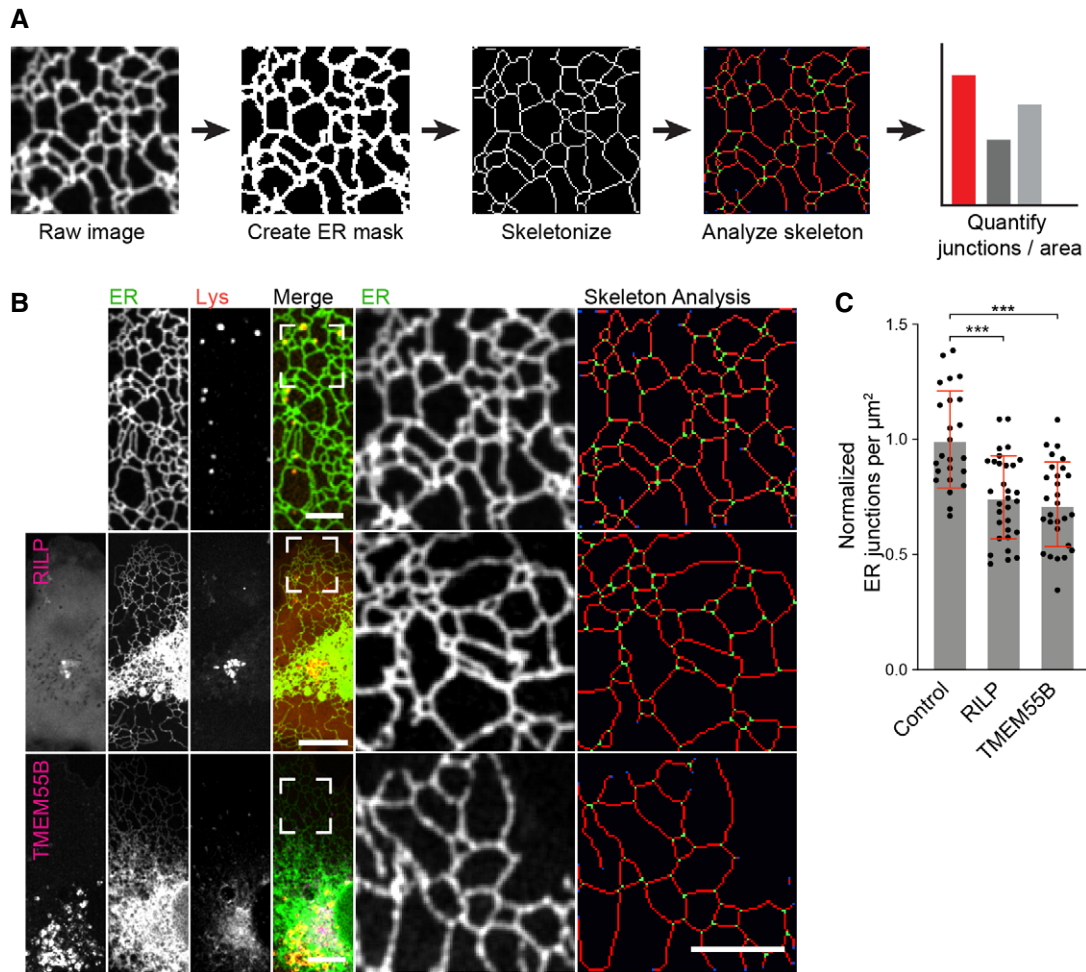 A
Raw image
Create ER mask
Skeletonize
Analyze skeleton
Quantify
junctions / area
B
ER
Lys
Merge
ER
Skeleton Analysis
RILP
TMEM55B
C
Normalized
ER junctions per µm²
1.5
1.0
0.5
0.0
***
***
Control
RILP
TMEM55B